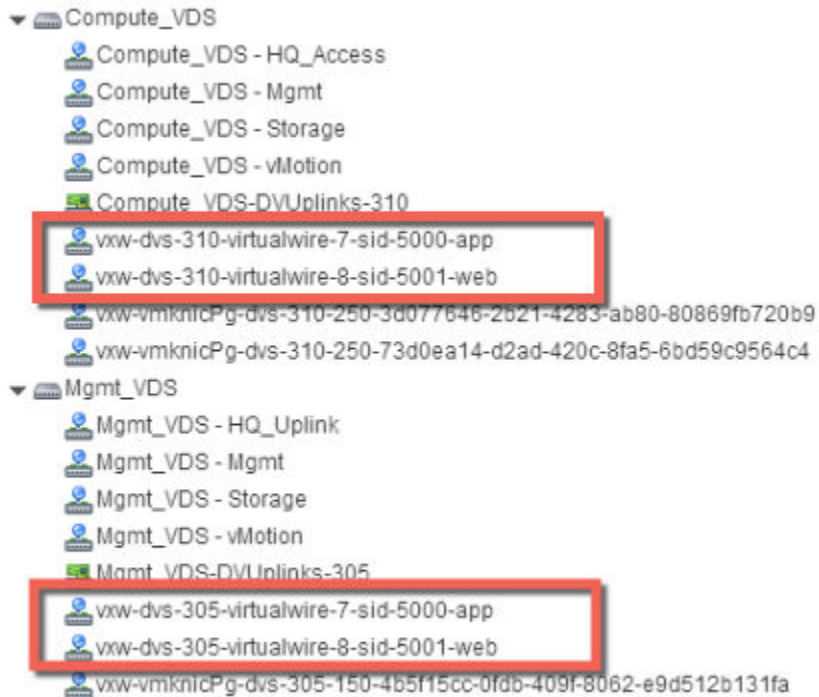 Compute_VDS
Compute_VDS - HQ_Access
Compute_VDS - Mgmt
Compute_VDS - Storage
Compute_VDS - vMotion
Compute_VDS-DVUplinks-310
vxw-dvs-310-virtualwire-7-sid-5000-app
vxw-dvs-310-virtualwire-8-sid-5001-web
vxw-vmknicPg-dvs-310-250-3d077646-2b21-4283-ab80-80869fb720b9
vxw-vmknicPg-dvs-310-250-73d0ea14-d2ad-420c-8fa5-6bd59c9564c4
Mgmt_VDS
Mgmt_VDS - HQ_Uplink
Mgmt_VDS - Mgmt
Mgmt_VDS - Storage
Mgmt_VDS - vMotion
Mgmt_VDS-DVUplinks-305
vxw-dvs-305-virtualwire-7-sid-5000-app
vxw-dvs-305-virtualwire-8-sid-5001-web
vxw-vmknicPg-dvs-305-150-4b5f15cc-0fdb-409f-8062-e9d512b131fa